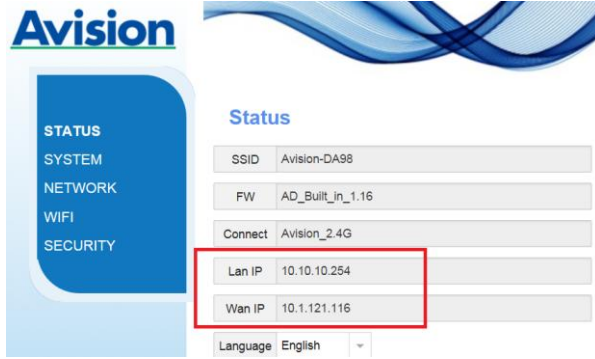 Avision
STATUS
SYSTEM
NETWORK
WIFI
SECURITY
Status
SSID Avision-DA98
FW AD_Built_in_1.16
Connect Avision_2.4G
Lan IP 10.10.10.254
Wan IP 10.1.121.116
Language English